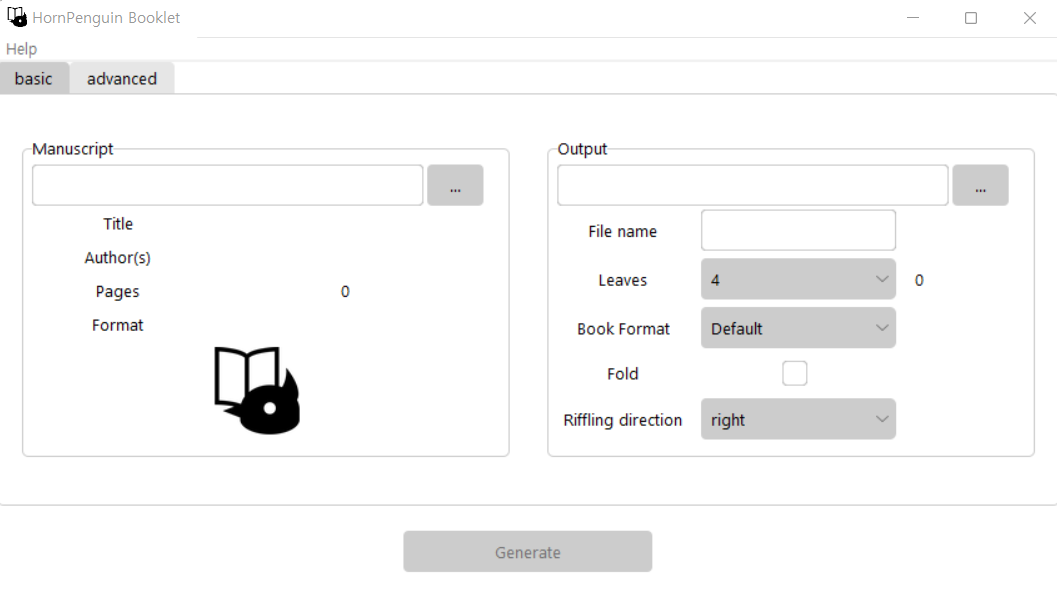 HornPenguin Booklet
Help
basic advanced
Manuscript
...
Title
Author(s)
Pages 0
Format
Output
...
File name
Leaves 4 0
Book Format Default
Fold
Riffling direction right
Generate